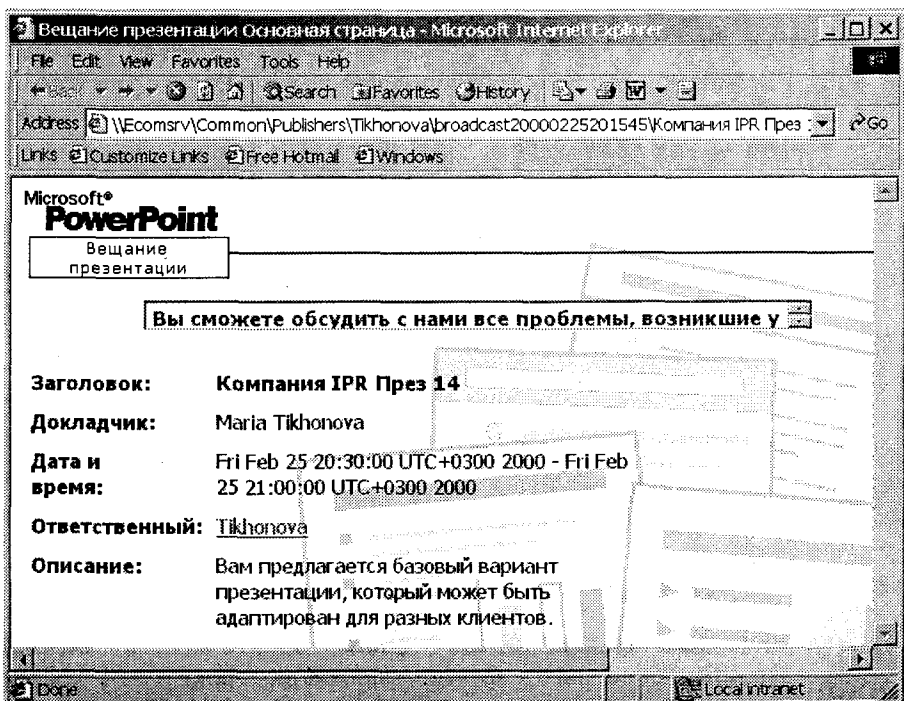 Вещание презентации Основная страница - Microsoft Internet Explorer
File Edit View Favorites Tools Help
Back Search Favorites History
Address \\Ecomsrv\Common\Publishers\Tikhonova\broadcast20000225201545\Компания IPR През : Go
Links Customize Links Free Hotmail Windows
Microsoft®
PowerPoint
Вещание
презентации
Вы сможете обсудить с нами все проблемы, возникшие у
Заголовок: Компания IPR През 14
Докладчик: Maria Tikhonova
Дата и Fri Feb 25 20:30:00 UTC+0300 2000 - Fri Feb
время: 25 21:00:00 UTC+0300 2000
Ответственный: Tikhonova
Описание: Вам предлагается базовый вариант
презентации, который может быть
адаптирован для разных клиентов.
Done Local intranet